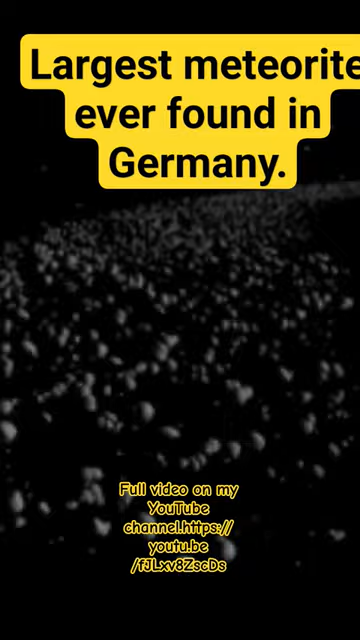 Largest meteorite
ever found in
Germany.
Full video on my
YouTube
channel.https://
youtu.be
/fJLxv8ZscDs